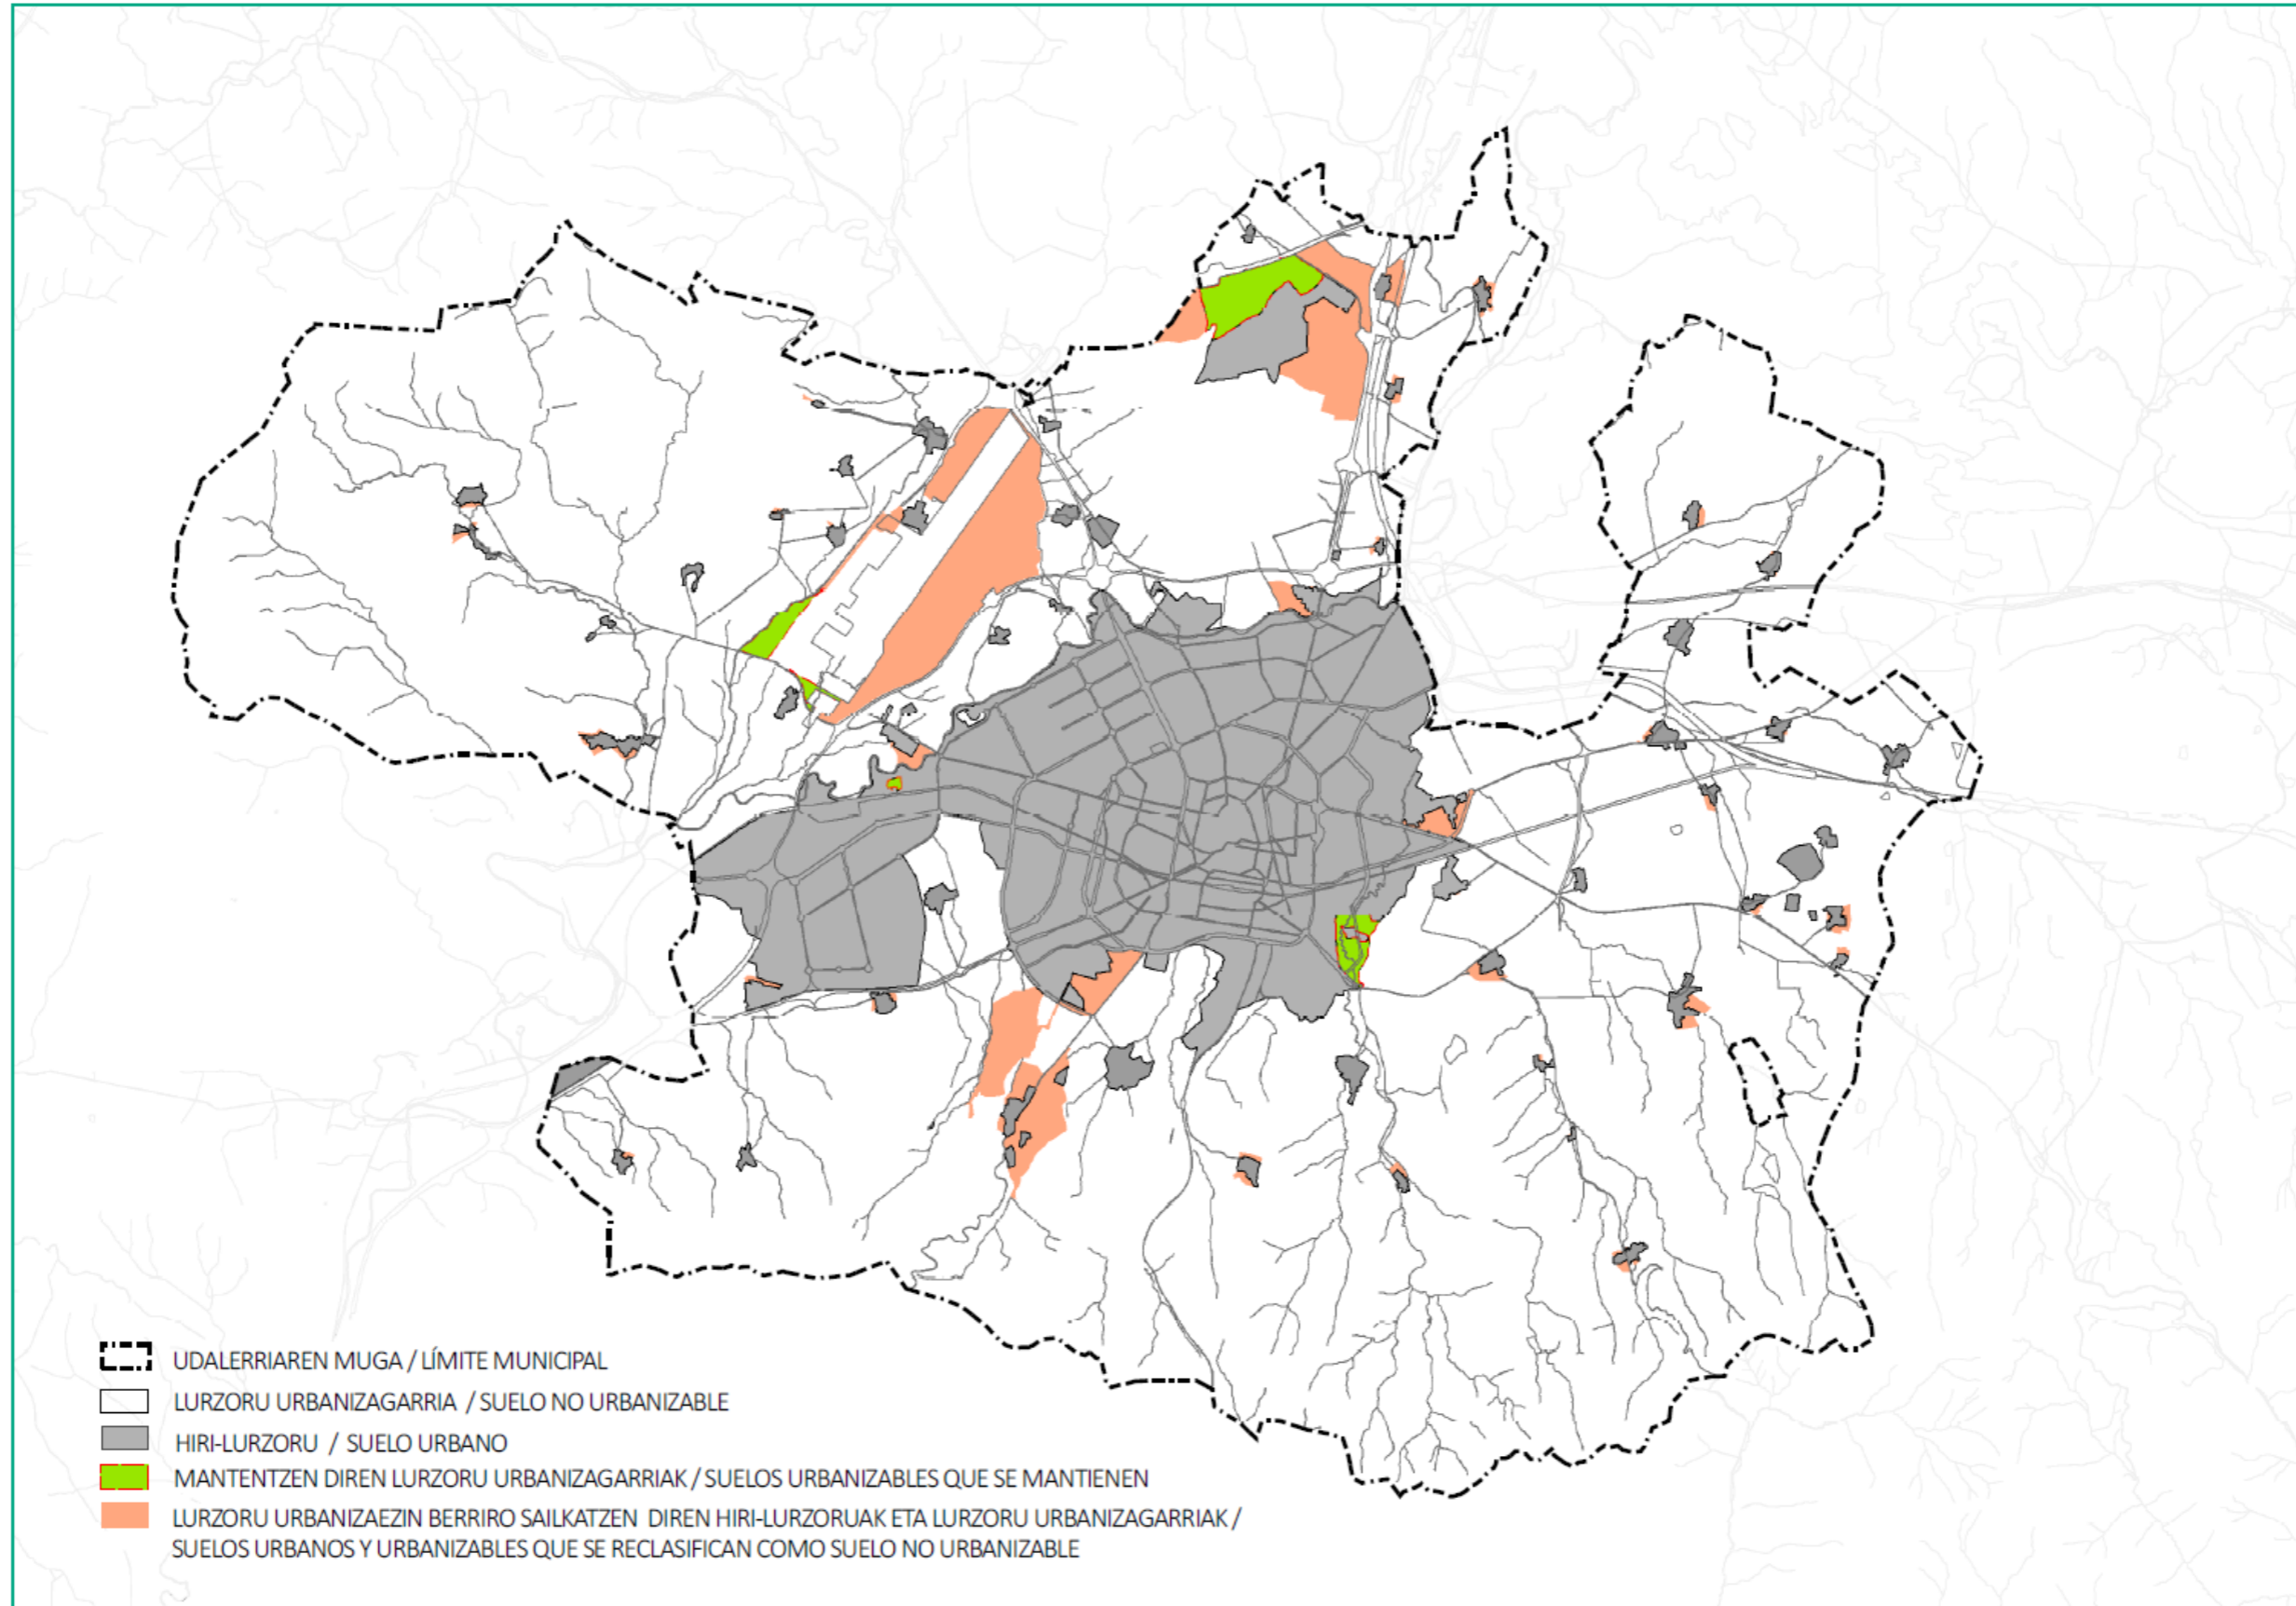 UDALERRIAREN MUGA / LÍMITE MUNICIPAL
LURZORU URBANIZAGARRIA / SUELO NO URBANIZABLE
HIRI-LURZORU / SUELO URBANO
MANTENTZEN DIREN LURZORU URBANIZAGARRIAK / SUELOS URBANIZABLES QUE SE MANTIENEN
LURZORU URBANIZAEZIN BERRIRO SAILKATZEN DIREN HIRI-LURZORUAK ETA LURZORU URBANIZAGARRIAK /
SUELOS URBANOS Y URBANIZABLES QUE SE RECLASIFICAN COMO SUELO NO URBANIZABLE